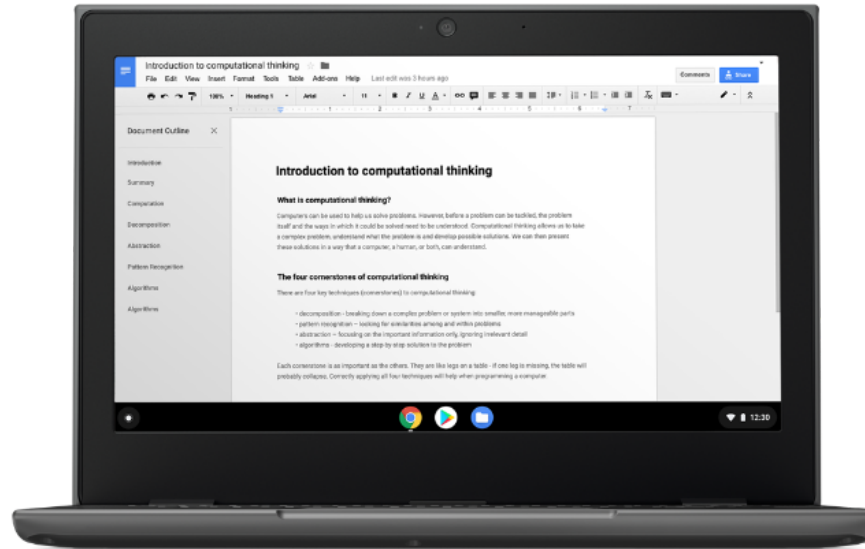 Introduction to computational thinking
File Edit View Insert Format Tools Table Add-ons Help Last edit was 3 hours ago
Comments
Share
100% Heading 1 Arial 11 B I U A
1 1 2 3 4 5 6 7
Document Outline
Introduction
Summary
Computation
Decomposition
Abstraction
Pattern Recognition
Algorithms
Algorithms
Introduction to computational thinking
What is computational thinking?
Computers can be used to help us solve problems. However, before a problem can be tackled, the problem
itself and the ways in which it could be solved need to be understood. Computational thinking allows us to take
a complex problem, understand what the problem is and develop possible solutions. We can then present
these solutions in a way that a computer, a human, or both, can understand.
The four cornerstones of computational thinking
There are four key techniques (cornerstones) to computational thinking:
• decomposition - breaking down a complex problem or system into smaller, more manageable parts
• pattern recognition – looking for similarities among and within problems
• abstraction – focusing on the important information only, ignoring irrelevant detail
• algorithms - developing a step-by-step solution to the problem
Each cornerstone is as important as the others. They are like legs on a table - if one leg is missing, the table will
probably collapse. Correctly applying all four techniques will help when programming a computer.
12:30